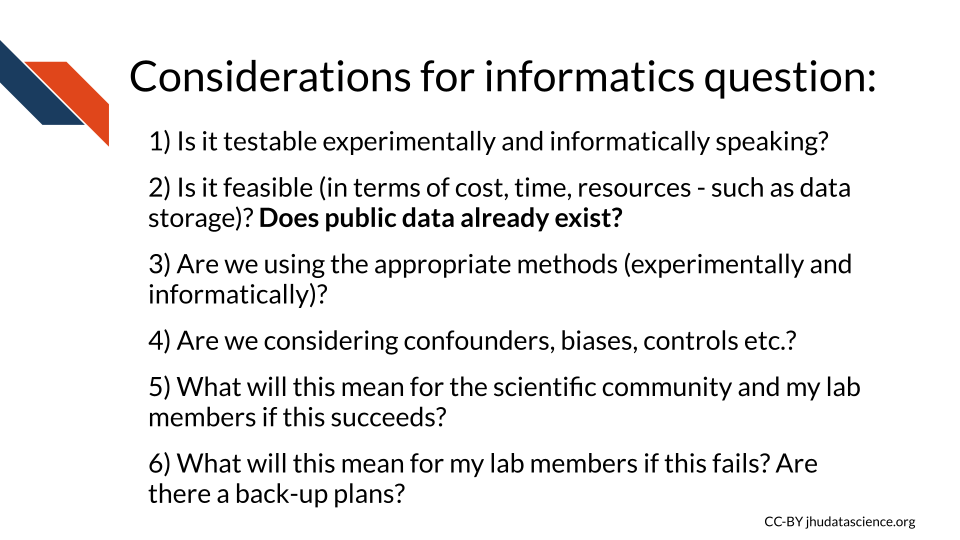 Considerations for informatics question:
1) Is it testable experimentally and informatically speaking?
2) Is it feasible (in terms of cost, time, resources - such as data
storage)? Does public data already exist?
3) Are we using the appropriate methods (experimentally and
informatically)?
4) Are we considering confounders, biases, controls etc.?
5) What will this mean for the scientific community and my lab
members if this succeeds?
6) What will this mean for my lab members if this fails? Are
there a back-up plans?
CC-BY jhudatascience.org